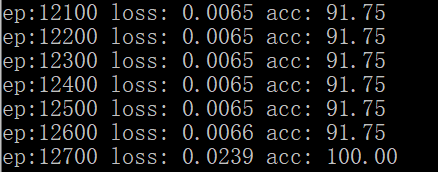 ep:12100 loss: 0.0065 acc: 91.75
ep:12200 loss: 0.0065 acc: 91.75
ep:12300 loss: 0.0065 acc: 91.75
ep:12400 loss: 0.0065 acc: 91.75
ep:12500 loss: 0.0065 acc: 91.75
ep:12600 loss: 0.0066 acc: 91.75
ep:12700 loss: 0.0239 acc: 100.00